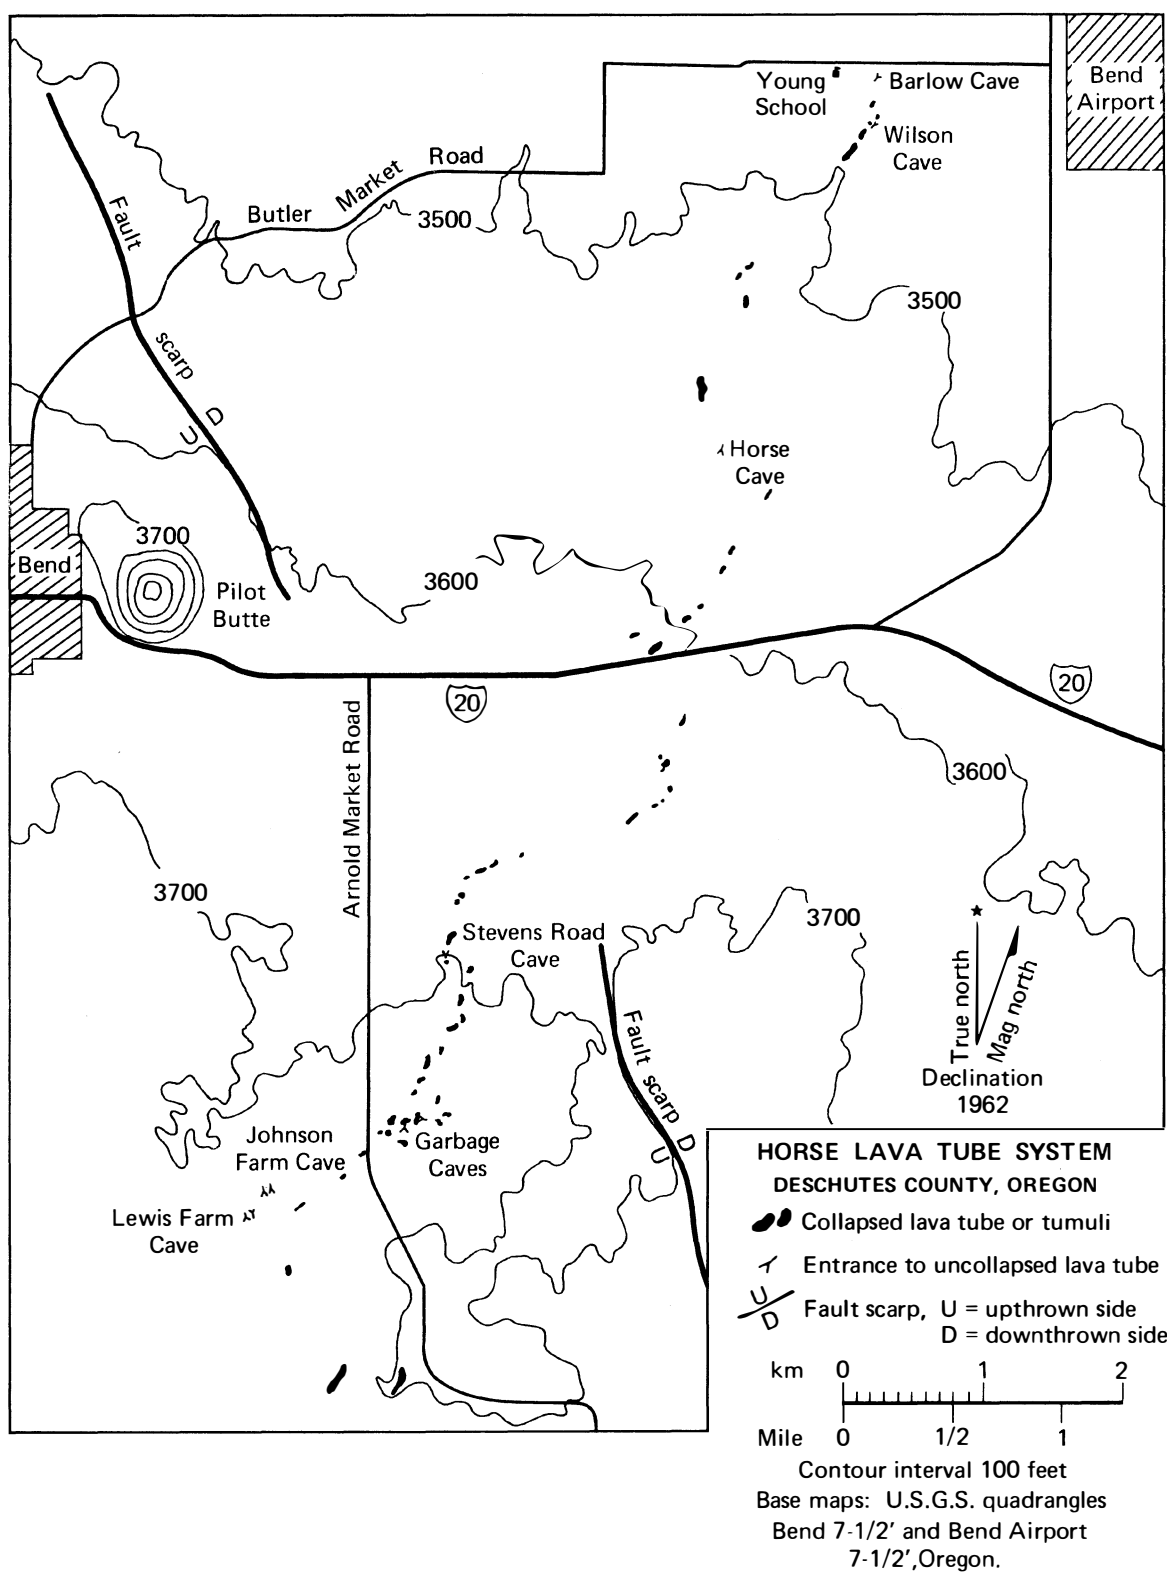 Young
School
Barlow Cave
Bend
Airport
Wilson
Cave
Butler Market Road
3500
Fault scarp
3500
D
U
Horse
Cave
3700
Bend
Pilot
Butte
3600
20
20
Arnold Market Road
3600
3700
3700
Stevens Road
Cave
Fault scarp
D
U
True north
Mag north
Declination
1962
Johnson
Farm Cave
Garbage
Caves
Lewis Farm
Cave
HORSE LAVA TUBE SYSTEM
DESCHUTES COUNTY, OREGON
Collapsed lava tube or tumuli
Entrance to uncollapsed lava tube
U
D
Fault scarp, U = upthrown side
D = downthrown side
km 0 1 2
Mile 0 1/2 1
Contour interval 100 feet
Base maps: U.S.G.S. quadrangles
Bend 7-1/2' and Bend Airport
7-1/2',Oregon.